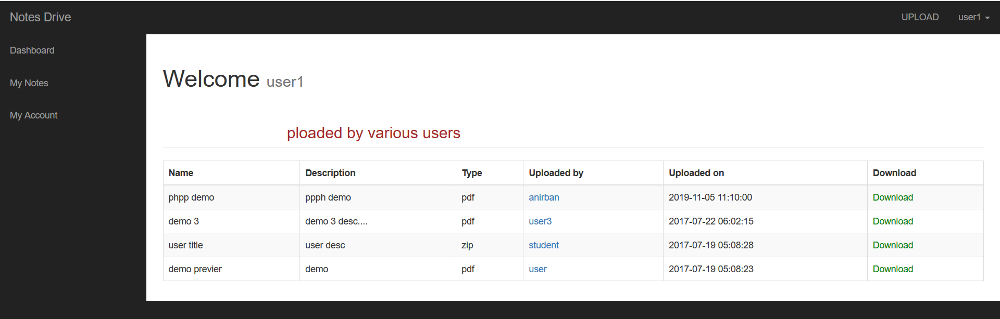 Notes Drive UPLOAD user1
Dashboard
My Notes
My Account
Welcome user1
ploaded by various users
Name Description Type Uploaded by Uploaded on Download
phpp demo ppph demo pdf anirban 2019-11-05 11:10:00 Download
demo 3 demo 3 desc.... pdf user3 2017-07-22 06:02:15 Download
user title user desc zip student 2017-07-19 05:08:28 Download
demo previer demo pdf user 2017-07-19 05:08:23 Download